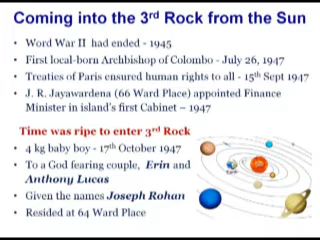 Coming into the 3rd Rock from the Sun
• Word War II had ended - 1945
• First local-born Archbishop of Colombo - July 26, 1947
• Treaties of Paris ensured human rights to all - 15th Sept 1947
• J. R. Jayawardena (66 Ward Place) appointed Finance
Minister in island's first Cabinet – 1947
Time was ripe to enter 3rd Rock
• 4 kg baby boy - 17th October 1947
• To a God fearing couple, Erin and
Anthony Lucas
• Given the names Joseph Rohan
• Resided at 64 Ward Place